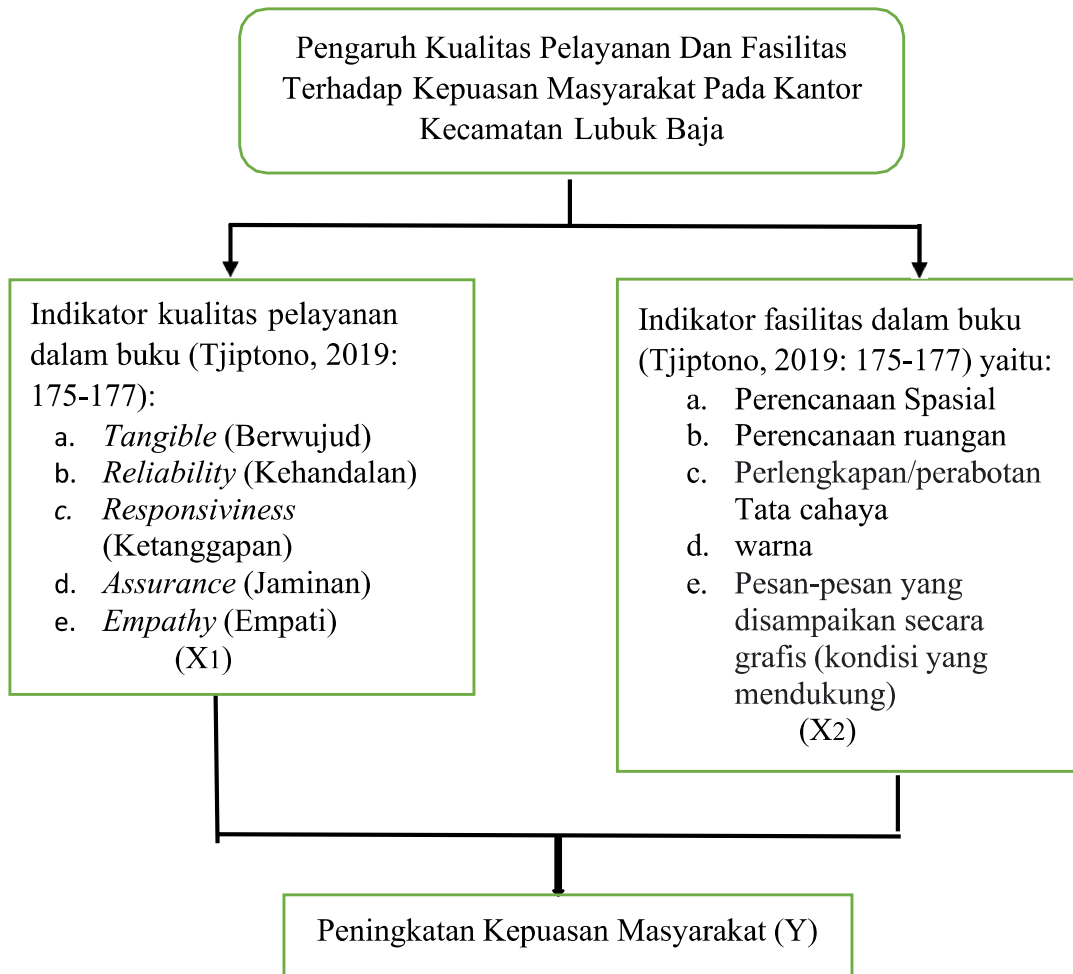 Pengaruh Kualitas Pelayanan Dan Fasilitas
Terhadap Kepuasan Masyarakat Pada Kantor
Kecamatan Lubuk Baja
Indikator kualitas pelayanan
dalam buku (Tjiptono, 2019:
175-177):
a. Tangible (Berwujud)
b. Reliability (Kehandalan)
c. Responsiviness
(Ketanggapan)
d. Assurance (Jaminan)
e. Empathy (Empati)
(X1)
Indikator fasilitas dalam buku
(Tjiptono, 2019: 175-177) yaitu:
a. Perencanaan Spasial
b. Perencanaan ruangan
c. Perlengkapan/perabotan
Tata cahaya
d. warna
e. Pesan-pesan yang
disampaikan secara
grafis (kondisi yang
mendukung)
(X2)
Peningkatan Kepuasan Masyarakat (Y)